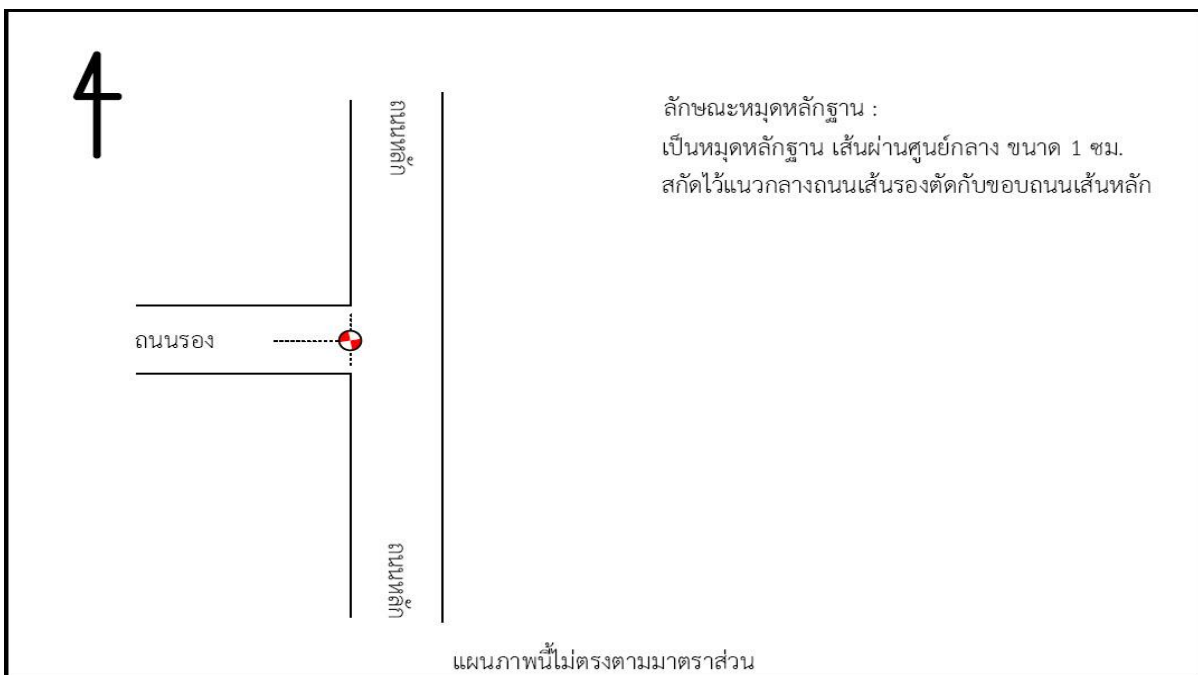 ถนนหลัก
ลักษณะหมุดหลักฐาน :
เป็นหมุดหลักฐาน เส้นผ่านศูนย์กลาง ขนาด 1 ซม.
สกัดไว้แนวกลางถนนเส้นรองตัดกับขอบถนนเส้นหลัก
ถนนรอง
ถนนหลัก
แผนภาพนี้ไม่ตรงตามมาตราส่วน